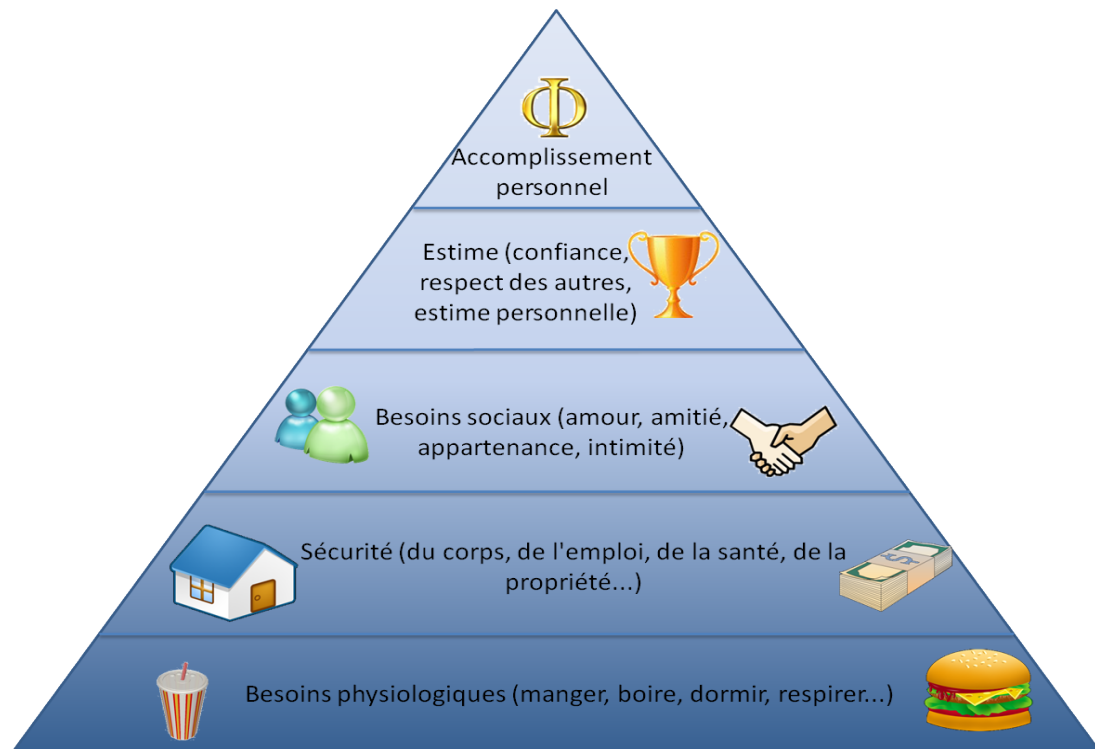 Φ
Accomplissement
personnel
Estime (confiance,
respect des autres,
estime personnelle)
Besoins sociaux (amour, amitié,
appartenance, intimité)
Sécurité (du corps, de l'emploi, de la santé, de la
propriété...)
$
Besoins physiologiques (manger, boire, dormir, respirer...)